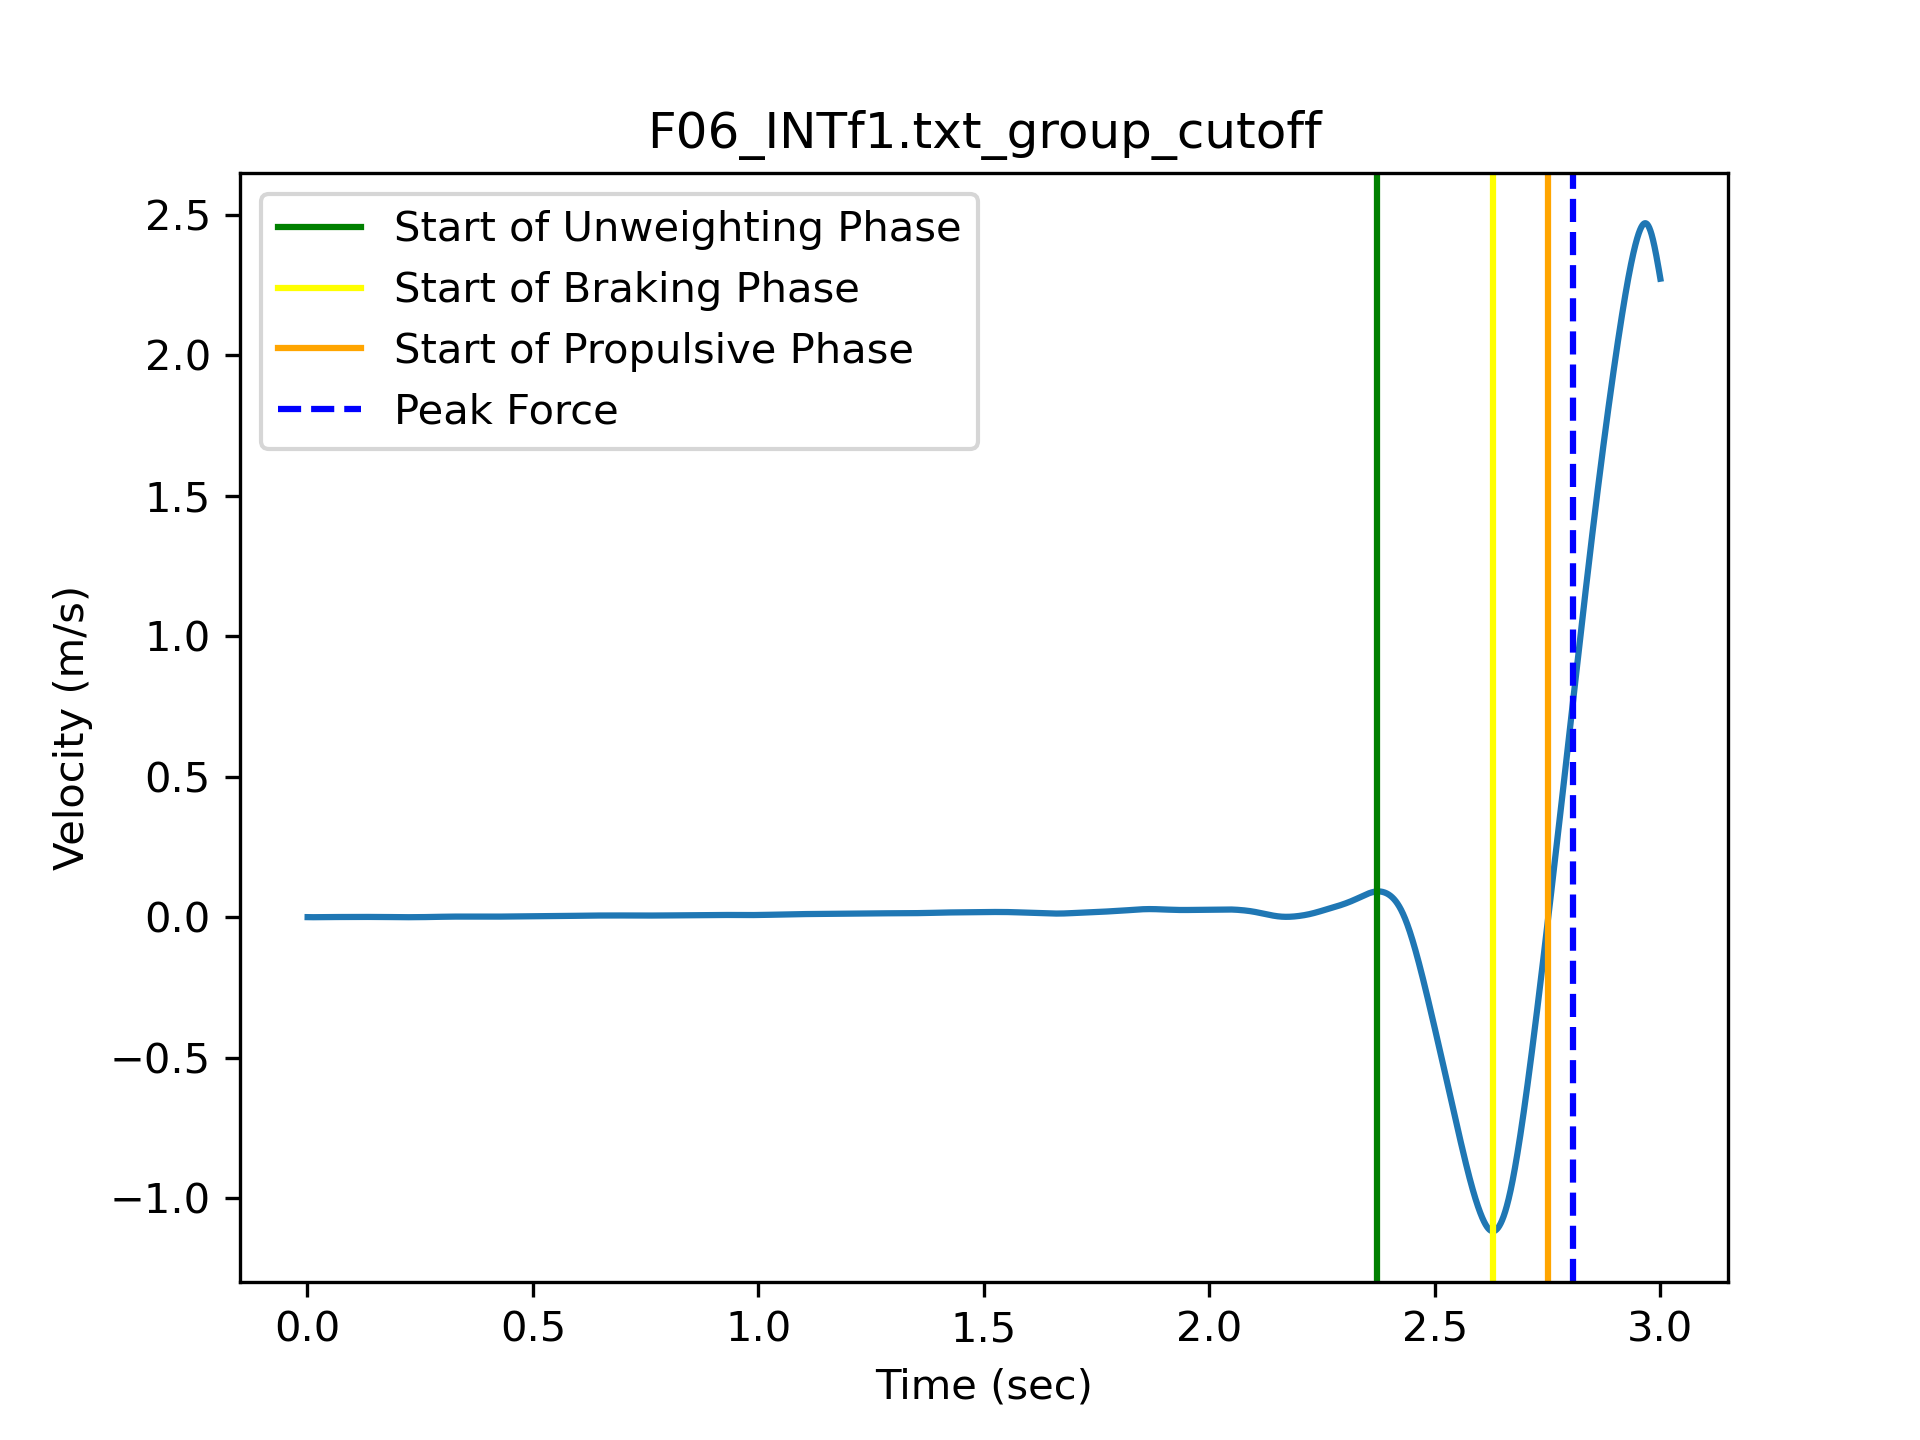 F06_INTf1.txt_group_cutoff
Start of Unweighting Phase
Start of Braking Phase
Start of Propulsive Phase
Peak Force
2.5
2.0
1.5
1.0
0.5
0.0
−0.5
−1.0
Velocity (m/s)
0.0 0.5 1.0 1.5 2.0 2.5 3.0
Time (sec)